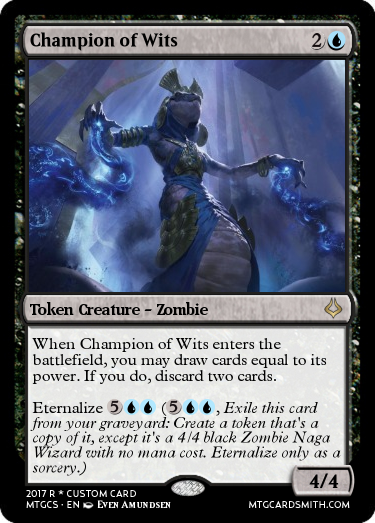 Champion of Wits 2
Token Creature – Zombie
When Champion of Wits enters the
battlefield, you may draw cards equal to its
power. If you do, discard two cards.
Eternalize 5 (5, Exile this card
from your graveyard: Create a token that's a
copy of it, except it's a 4/4 black Zombie Naga
Wizard with no mana cost. Eternalize only as a
sorcery.)
4/4
2017 R * CUSTOM CARD
MTGCS · EN Even Amundsen
MTGCARDSMITH.COM